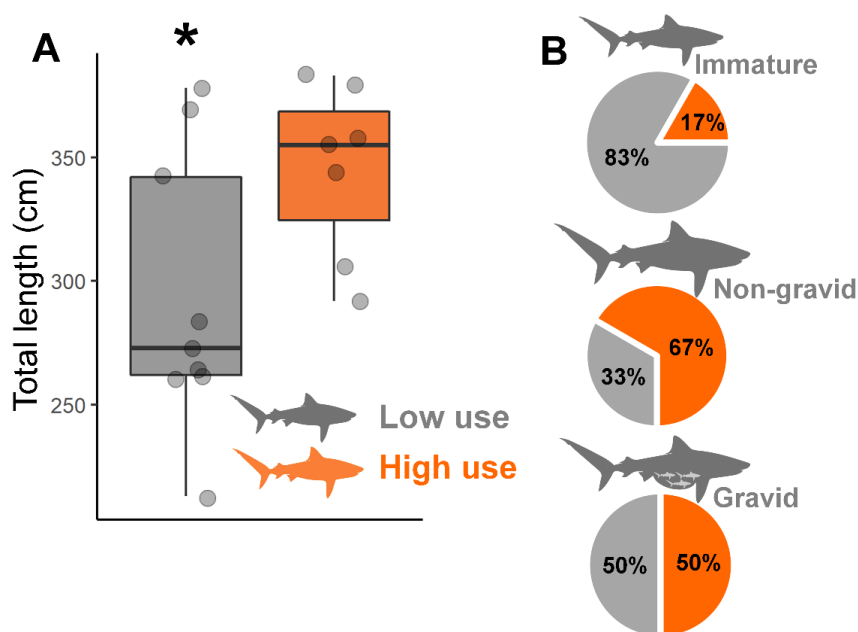 A
*
Total length (cm)
350
300
250
Low use
High use
B
Immature
17%
83%
Non-gravid
67%
33%
Gravid
50%
50%